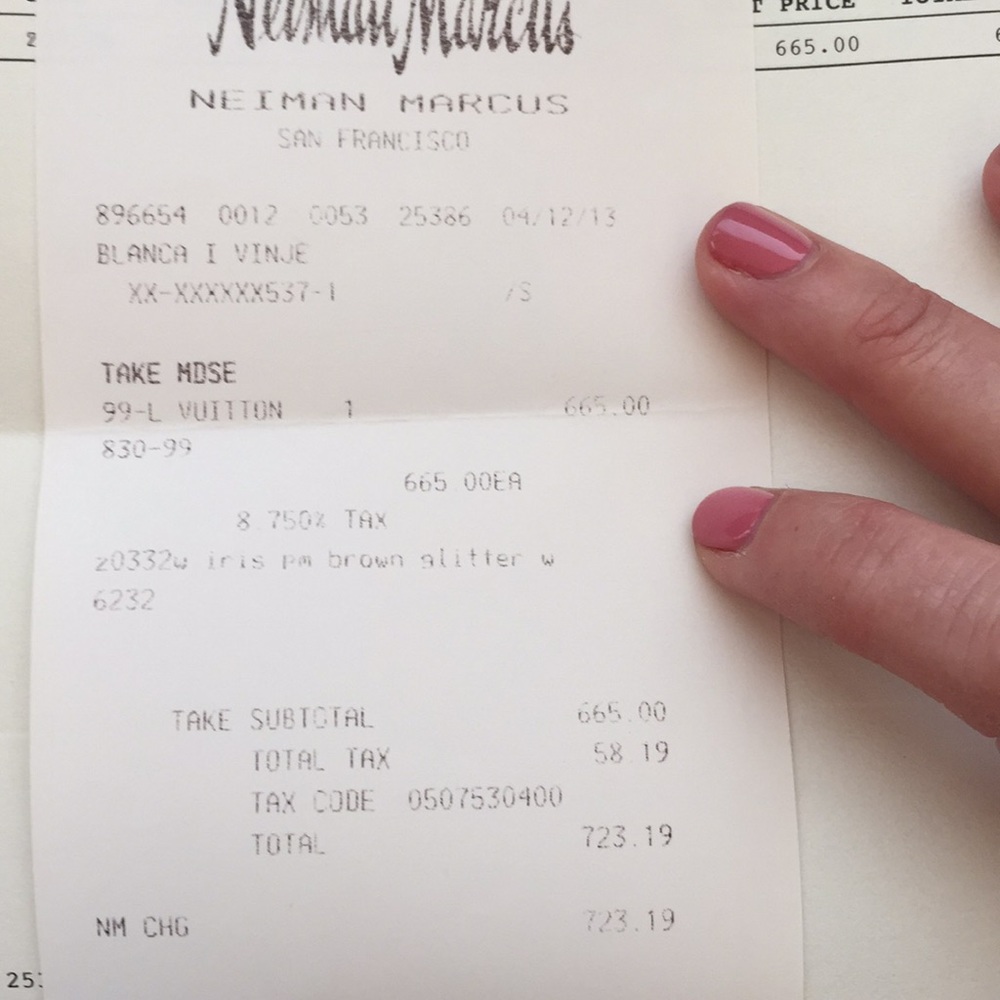 Neiman Marcus
T PRICE
665.00
NEIMAN MARCUS
SAN FRANCISCO
896654 0012 0053 25386 04/12/13
BLANCA I VINJE
XX-XXXXXX537-1 /S
TAKE MDSE
99-L VUITTON 1 665.00
830-99
665.00EA
8.750% TAX
z0332w iris pm brown glitter w
6232
TAKE SUBTOTAL 665.00
TOTAL TAX 58.19
TAX CODE 0507530400
TOTAL 723.19
NM CHG 723.19